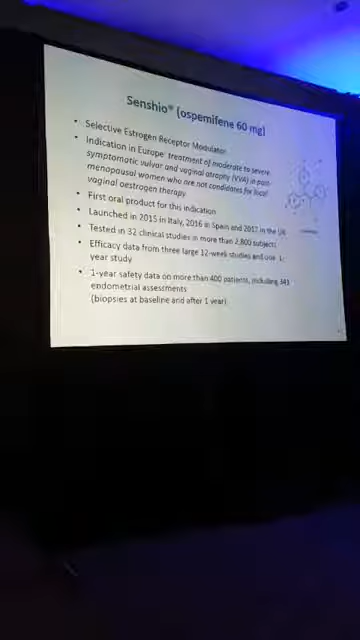 Senshio® (ospemifene 60 mg)
• Selective Estrogen Receptor Modulator
• Indication in Europe: treatment of moderate to severe
symptomatic vulvar and vaginal atrophy (VVA) in post-
menopausal women who are not candidates for local
vaginal oestrogen therapy
• First oral product for this indication
• Launched in 2015 in Italy, 2016 in Spain and 2017 in the UK
• Tested in 32 clinical studies in more than 2,800 subjects
• Efficacy data from three large 12-week studies and one 1-
year study
• 1-year safety data on more than 400 patients, including 343
endometrial assessments
(biopsies at baseline and after 1 year)